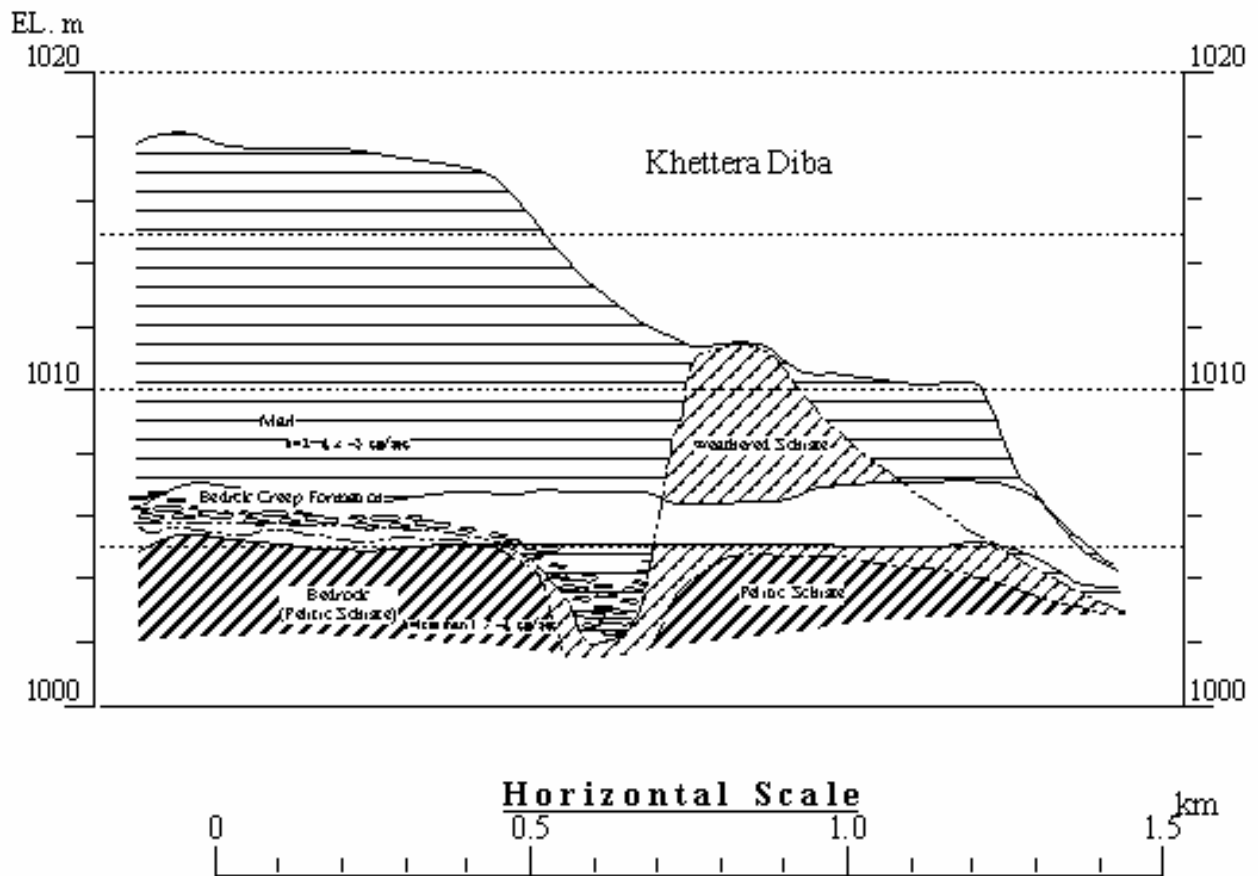 EL. m
1020
1020
Khettera Diba
1010
1010
Weathered Schiste
Bedrock Creep Formation
Bedrock
(Pelitic Schiste)
Pelitic Schiste
1000
1000
Horizontal Scale
km
0
0.5
1.0
1.5